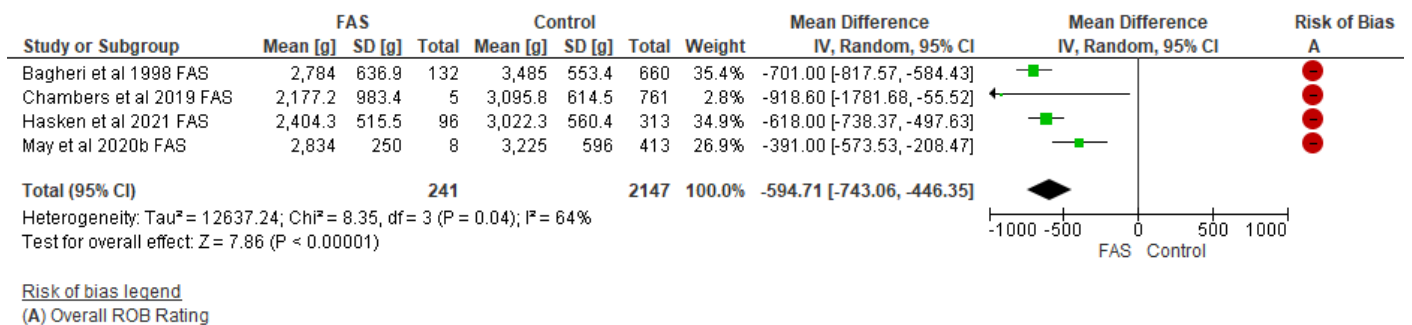 FAS Control Mean Difference Mean Difference Risk of Bias
Study or Subgroup Mean [g] SD [g] Total Mean [g] SD [g] Total Weight IV, Random, 95% CI IV, Random, 95% CI A
Bagheri et al 1998 FAS 2,784 636.9 132 3,485 553.4 660 35.4% -701.00 [-817.57, -584.43]
Chambers et al 2019 FAS 2,177.2 983.4 5 3,095.8 614.5 761 2.8% -918.60 [-1781.68, -55.52]
Hasken et al 2021 FAS 2,404.3 515.5 96 3,022.3 560.4 313 34.9% -618.00 [-738.37, -497.63]
May et al 2020b FAS 2,834 250 8 3,225 596 413 26.9% -391.00 [-573.53, -208.47]
Total (95% CI) 241 2147 100.0% -594.71 [-743.06, -446.35]
Heterogeneity: Tau² = 12637.24; Chi² = 8.35, df = 3 (P = 0.04); I² = 64%
Test for overall effect: Z = 7.86 (P < 0.00001)
-1000 -500 0 500 1000
FAS Control
Risk of bias legend
(A) Overall ROB Rating